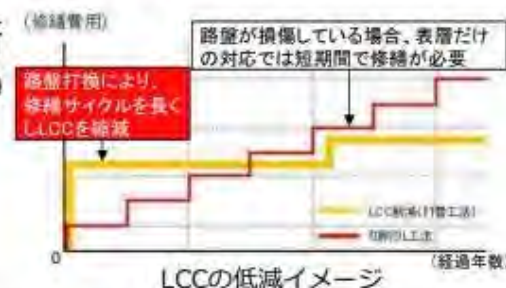 (修繕費用)
路盤が損傷している場合、表層だけ
の対応では短期間で修繕が必要
路盤打換により、
修繕サイクルを長く
しLCCを縮減
LCC縮減(打替工法)
切削OL工法
0
(経過年数)
LCCの低減イメージ